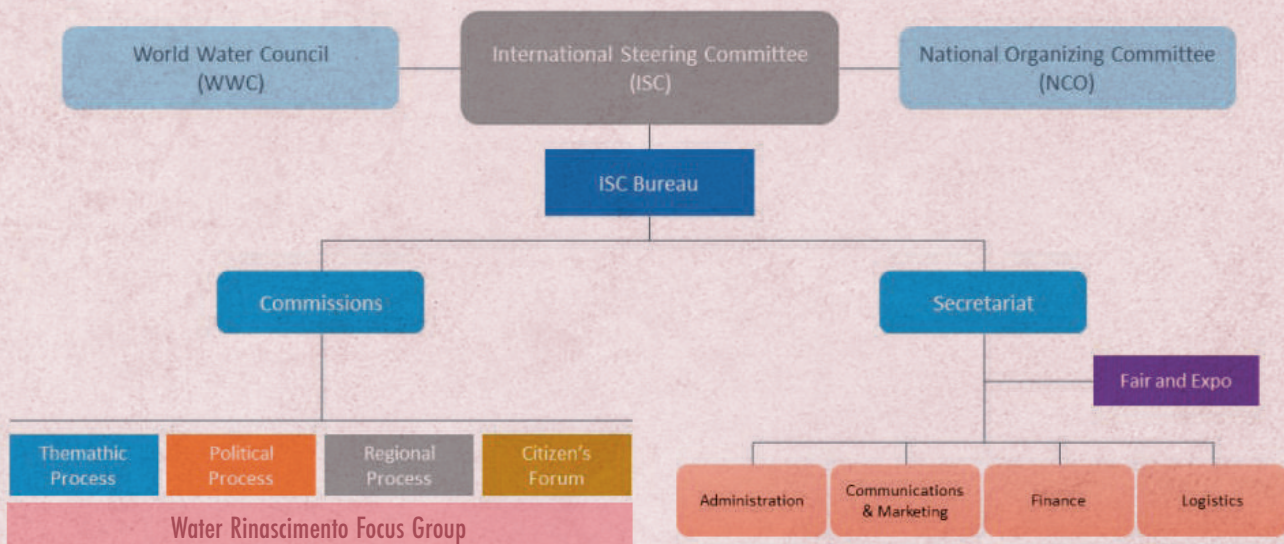 World Water Council
(WWC)
International Steering Committee
(ISC)
National Organizing Committee
(NCO)
ISC Bureau
Commissions
Secretariat
Fair and Expo
Themathic
Process
Political
Process
Regional
Process
Citizen's
Forum
Water Rinascimento Focus Group
Administration
Communications
& Marketing
Finance
Logistics